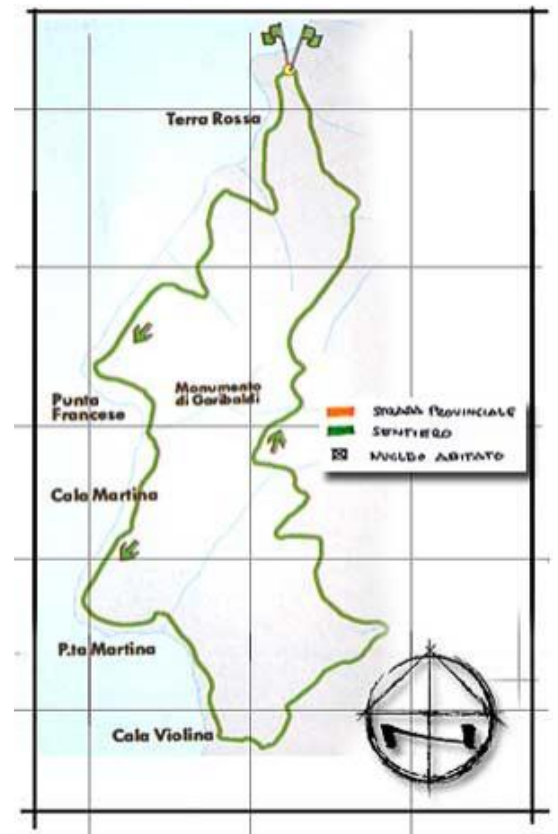 Terra Rossa
Monumento
di Garibaldi
Punta
Francese
STRADA PROVINCIALE
SENTIERO
NUCLEO ABITATO
Cala Martina
P.ta Martina
Cala Violina
N